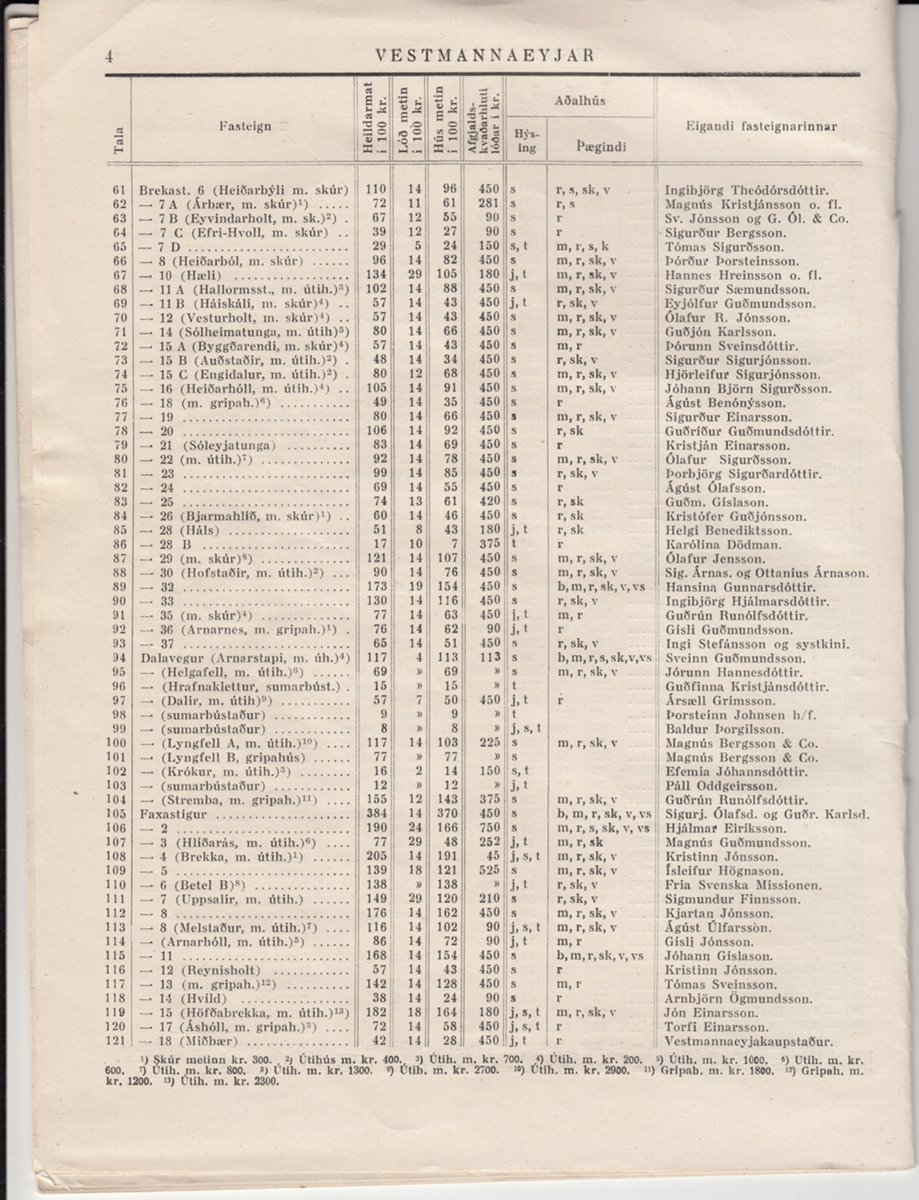 4 VESTMANNAEYJAR
Tala Fasteign Heildarmat í 100 kr. Lóð metin í 100 kr. Hús metin í 100 kr. Afgjalds-kvaðarhluti lóðar í kr. Aðalhús Eigandi fasteignarinnar
Hýs-ing Þægindi
61 Brekast. 6 (Heiðarbýli m. skúr) 110 14 96 450 s r, s, sk, v Ingibjörg Theódórsdóttir.
62 — 7 A (Árbær, m. skúr)¹) ..... 72 11 61 281 s r, s Magnús Kristjánsson o. fl.
63 — 7 B (Eyvindarholt, m. sk.)²) . 67 12 55 90 s r Sv. Jónsson og G. Ól. & Co.
64 — 7 C (Efri-Hvoll, m. skúr) .. 39 12 27 90 s r Sigurður Bergsson.
65 — 7 D ...................... 29 5 24 150 s, t m, r, s, k Tómas Sigurðsson.
66 — 8 (Heiðarból, m. skúr) ..... 96 14 82 450 s m, r, sk, v Þórður Þorsteinsson.
67 — 10 (Hæli) ................. 134 29 105 180 j, t m, r, sk, v Hannes Hreinsson o. fl.
68 — 11 A (Hallormsst., m. útih.)³) 102 14 88 450 s m, r, sk, v Sigurður Sæmundsson.
69 — 11 B (Háiskáli, m. skúr)⁴) .. 57 14 43 450 j, t r, sk, v Eyjólfur Guðmundsson.
70 — 12 (Vesturholt, m. skúr)⁴) .. 57 14 43 450 s m, r, sk, v Ólafur R. Jónsson.
71 — 14 (Sólheimatunga, m. útih)⁵) 80 14 66 450 s m, r, sk, v Guðjón Karlsson.
72 — 15 A (Byggðarendi, m. skúr)⁴) 57 14 43 450 s m, r Þórunn Sveinsdóttir.
73 — 15 B (Auðstaðir, m. útih.)²) . 48 14 34 450 s r, sk, v Sigurður Sigurjónsson.
74 — 15 C (Engidalur, m. útih.)²) . 80 12 68 450 s m, r, sk, v Hjörleifur Sigurjónsson.
75 — 16 (Heiðarhóll, m. útih.)⁴) .. 105 14 91 450 s m, r, sk, v Jóhann Björn Sigurðsson.
76 — 18 (m. gripah.)⁶) ........... 49 14 35 450 s r Ágúst Benónýsson.
77 — 19 ....................... 80 14 66 450 s m, r, sk, v Sigurður Einarsson.
78 — 20 ....................... 106 14 92 450 s r, sk Guðríður Guðmundsdóttir.
79 — 21 (Sóleyjatunga) .......... 83 14 69 450 s r Kristján Einarsson.
80 — 22 (m. útih.)⁷) ............. 92 14 78 450 s m, r, sk, v Ólafur Sigurðsson.
81 — 23 ....................... 99 14 85 450 s r, sk, v Þorbjörg Sigurðardóttir.
82 — 24 ....................... 69 14 55 450 s r Ágúst Ólafsson.
83 — 25 ....................... 74 13 61 420 s r, sk Guðm. Gíslason.
84 — 26 (Bjarmahlíð, m. skúr)¹) .. 60 14 46 450 s r, sk Kristófer Guðjónsson.
85 — 28 (Háls) ................. 51 8 43 180 j, t r, sk Helgi Benediktsson.
86 — 28 B ..................... 17 10 7 375 t r Karólína Dödman.
87 — 29 (m. skúr)⁸) ............. 121 14 107 450 s m, r, sk, v Ólafur Jensson.
88 — 30 (Hofstaðir, m. útih.)²) ... 90 14 76 450 s m, r, sk, v Sig. Árnas. og Ottaníus Árnason.
89 — 32 ....................... 173 19 154 450 s b, m, r, sk, v, vs Hansína Gunnarsdóttir.
90 — 33 ....................... 130 14 116 450 s r, sk, v Ingibjörg Hjálmarsdóttir.
91 — 35 (m. skúr)⁴) ............. 77 14 63 450 j, t m, r Guðrún Runólfsdóttir.
92 — 36 (Arnarnes, m. gripah.)¹) . 76 14 62 90 j, t r Gísli Guðmundsson.
93 — 37 ....................... 65 14 51 450 s r, sk, v Ingi Stefánsson og systkini.
94 Dalavegur (Arnarstapi, m. úh.)⁴) 117 4 113 113 s b, m, r, s, sk, v, vs Sveinn Guðmundsson.
95 — (Helgafell, m. útih.)⁶) ...... 69 » 69 » s m, r, sk, v Jórunn Hannesdóttir.
96 — (Hrafnaklettur, sumarbúst.) . 15 » 15 » t Guðfinna Kristjánsdóttir.
97 — (Dalir, m. útih)⁹) ........... 57 7 50 450 j, t r Ársæll Grímsson.
98 — (sumarbústaður) ........... 9 » 9 » t Þorsteinn Johnsen h/f.
99 — (sumarbústaður) ........... 8 » 8 » j, s, t Baldur Þorgilsson.
100 — (Lyngfell A, m. útih.)¹⁰) .... 117 14 103 225 s m, r, sk, v Magnús Bergsson & Co.
101 — (Lyngfell B, gripahús) ...... 77 » 77 » s Magnús Bergsson & Co.
102 — (Krókur, m. útih.)³) ........ 16 2 14 150 s, t Efemía Jóhannsdóttir.
103 — (sumarbústaður) ........... 12 » 12 » j, t Páll Oddgeirsson.
104 — (Stremba, m. gripah.)¹¹) .... 155 12 143 375 s m, r, sk, v Guðrún Runólfsdóttir.
105 Faxastigur .................... 384 14 370 450 s b, m, r, sk, v, vs Sigurj. Ólafsd. og Guðr. Karlsd.
106 — 2 ........................ 190 24 166 750 s m, r, s, sk, v, vs Hjálmar Eiríksson.
107 — 3 (Hlíðarás, m. útih.)⁶) .... 77 29 48 252 j, t m, r, sk Magnús Guðmundsson.
108 — 4 (Brekka, m. útih.)¹) ...... 205 14 191 45 j, s, t m, r, sk, v Kristinn Jónsson.
109 — 5 ........................ 139 18 121 525 s m, r, sk, v Ísleifur Högnason.
110 — 6 (Betel B)⁸) ............. 138 » 138 » j, t r, sk, v Fria Svenska Missionen.
111 — 7 (Uppsalir, m. útih.) ..... 149 29 120 210 s r, sk, v Sigmundur Finnsson.
112 — 8 ........................ 176 14 162 450 s m, r, sk, v Kjartan Jónsson.
113 — 8 (Melstaður, m. útih.)⁷) ... 116 14 102 90 j, s, t m, r, sk, v Ágúst Úlfarsson.
114 — (Arnarhóll, m. útih.)⁵) ..... 86 14 72 90 j, t m, r Gísli Jónsson.
115 — 11 ....................... 168 14 154 450 s b, m, r, sk, v, vs Jóhann Gíslason.
116 — 12 (Reynisholt) ............ 57 14 43 450 s r Kristinn Jónsson.
117 — 13 (m. gripah.)¹²) .......... 142 14 128 450 s m, r Tómas Sveinsson.
118 — 14 (Hvíld) ................ 38 14 24 90 s r Arnbjörn Ögmundsson.
119 — 15 (Höfðabrekka, m. útih.)¹³) 182 18 164 180 j, s, t m, r, sk, v Jón Einarsson.
120 — 17 (Áshóll, m. gripah.)³) ... 72 14 58 450 j, s, t r Torfi Einarsson.
121 — 18 (Miðbær) .............. 42 14 28 450 j, t r Vestmannaeyjakaupstaður.
¹) Skúr metinn kr. 300. ²) Útihús m. kr. 400. ³) Útih. m. kr. 700. ⁴) Útih. m. kr. 200. ⁵) Útih. m. kr. 1000. ⁶) Utih. m. kr.
600. ⁷) Útih. m. kr. 800. ⁸) Útih. m. kr. 1300. ⁹) Útih. m. kr. 2700. ¹⁰) Útih. m. kr. 2900. ¹¹) Gripah. m. kr. 1800. ¹²) Gripah. m.
kr. 1200. ¹³) Útih. m. kr. 2300.